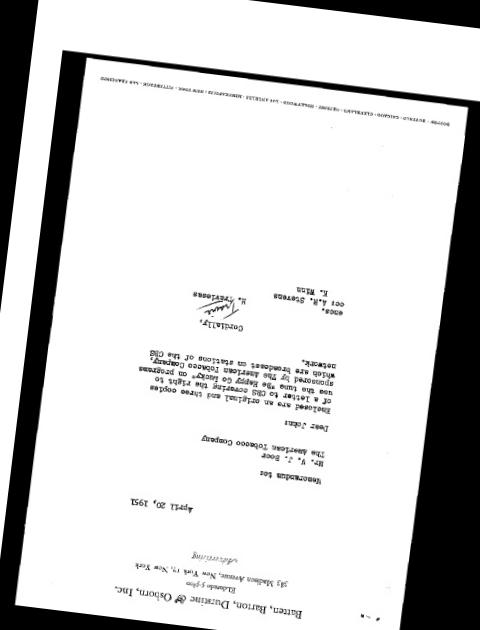 Batten, Barton, Durstine & Osborn, Inc.
ELdorado 5-5800
383 Madison Avenue, New York 17, New York
Advertising
April 20, 1951
Memorandum to:
Mr. V. J. Boor
The American Tobacco Company
Dear John:
Enclosed are an original and three copies
of a letter to CBS covering the right to
use the tune "Be Happy Go Lucky" on programs
sponsored by The American Tobacco Company,
which are broadcast on stations of the CBS
network.
Cordially,
encs.
cc: A.R. Stevens
K. Winn
BOSTON · BUFFALO · CHICAGO · CLEVELAND · DETROIT · HOLLYWOOD · LOS ANGELES · MINNEAPOLIS · NEW YORK · PITTSBURGH · SAN FRANCISCO